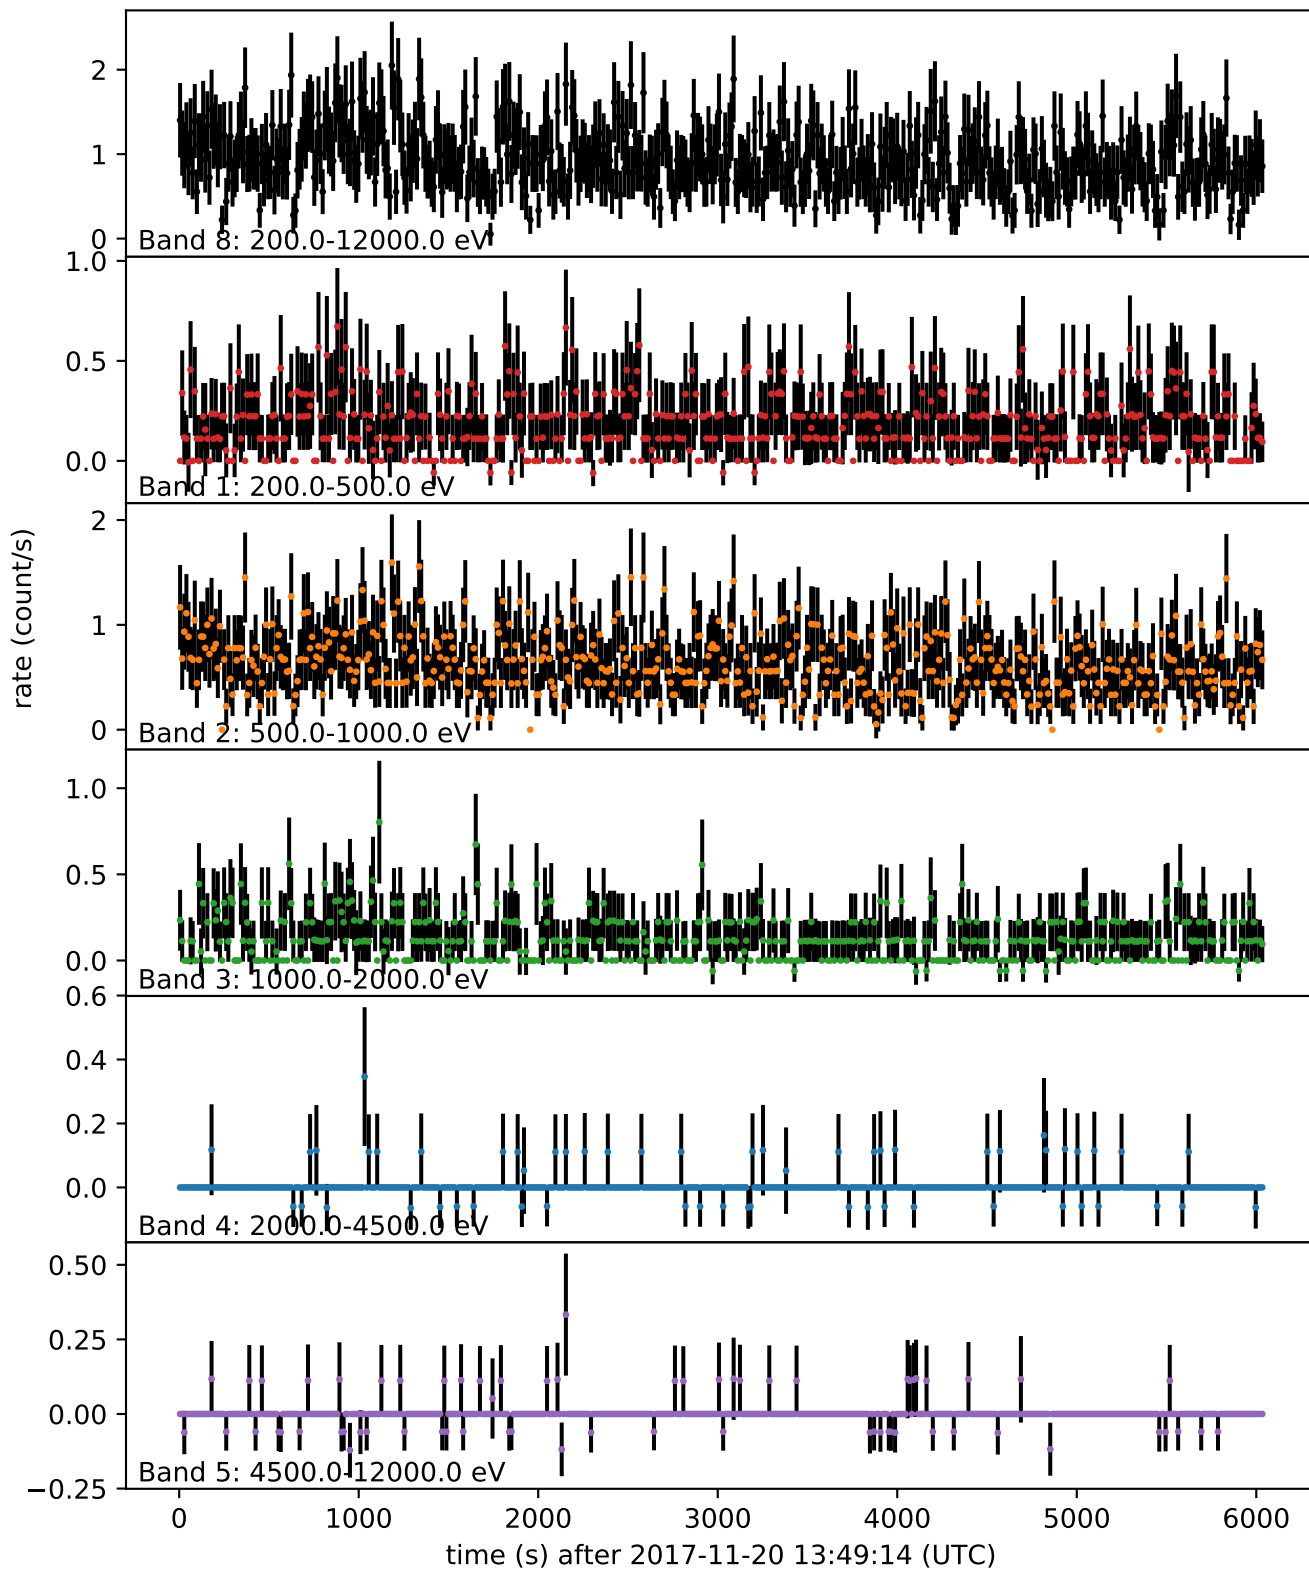 2
1
0
Band 8: 200.0-12000.0 eV
1.0
0.5
0.0
Band 1: 200.0-500.0 eV
2
1
0
Band 2: 500.0-1000.0 eV
rate (count/s)
1.0
0.5
0.0
Band 3: 1000.0-2000.0 eV
0.6
0.4
0.2
0.0
Band 4: 2000.0-4500.0 eV
0.50
0.25
0.00
−0.25
Band 5: 4500.0-12000.0 eV
0 1000 2000 3000 4000 5000 6000
time (s) after 2017-11-20 13:49:14 (UTC)